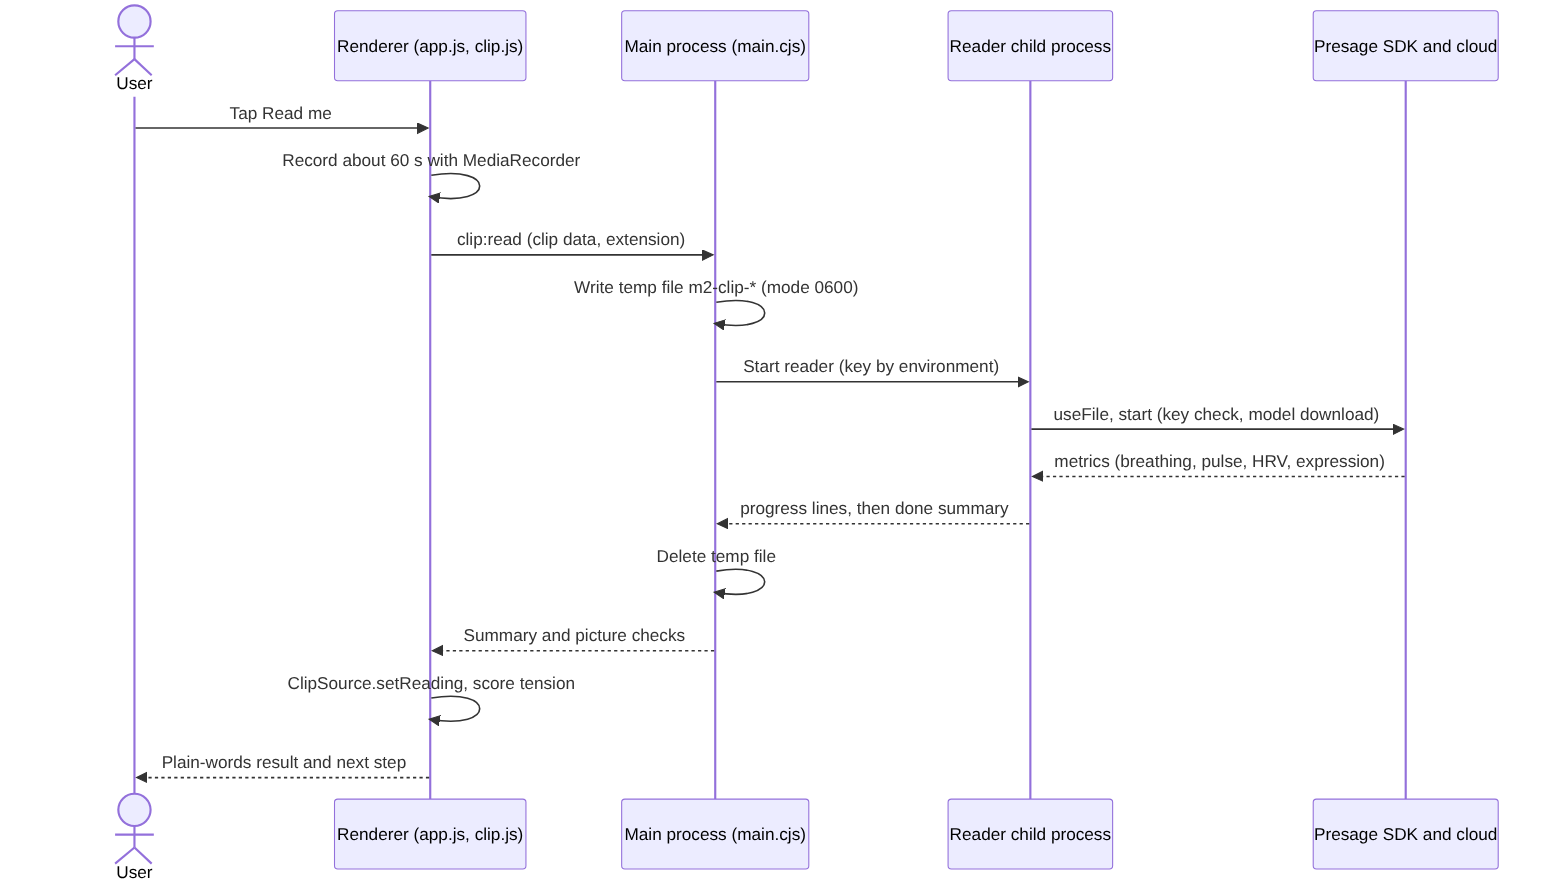 User
Renderer (app.js, clip.js)
Main process (main.cjs)
Reader child process
Presage SDK and cloud
Tap Read me
Record about 60 s with MediaRecorder
clip:read (clip data, extension)
Write temp file m2-clip-* (mode 0600)
Start reader (key by environment)
useFile, start (key check, model download)
metrics (breathing, pulse, HRV, expression)
progress lines, then done summary
Delete temp file
Summary and picture checks
ClipSource.setReading, score tension
Plain-words result and next step
User
Renderer (app.js, clip.js)
Main process (main.cjs)
Reader child process
Presage SDK and cloud